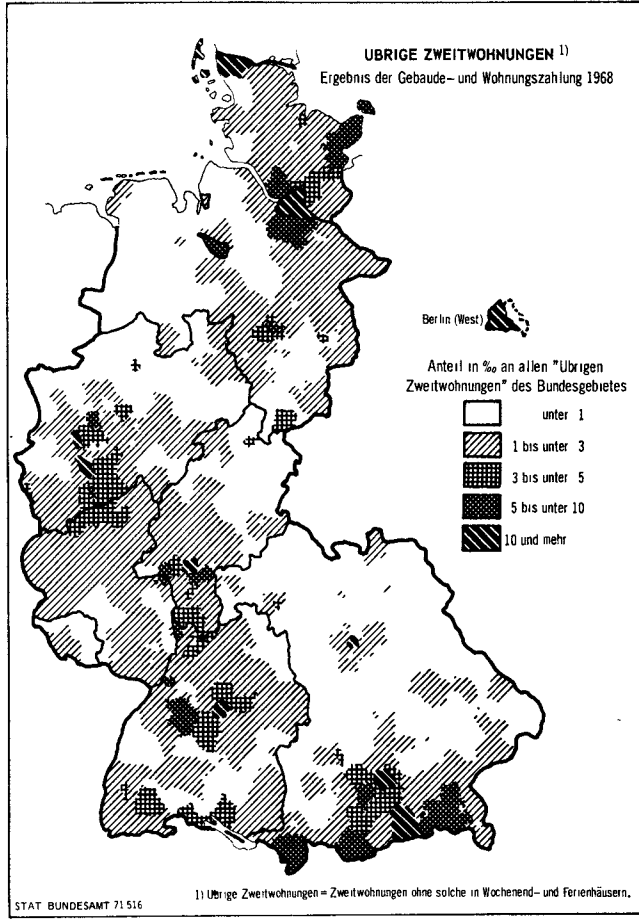 UBRIGE ZWEITWOHNUNGEN 1)
Ergebnis der Gebaude- und Wohnungszahlung 1968
Berlin (West)
Anteil in ‰ an allen "Ubrigen
Zweitwohnungen" des Bundesgebietes
unter 1
1 bis unter 3
3 bis unter 5
5 bis unter 10
10 und mehr
1) Ubrige Zweitwohnungen = Zweitwohnungen ohne solche in Wochenend- und Ferienhäusern.
STAT BUNDESAMT 71 516